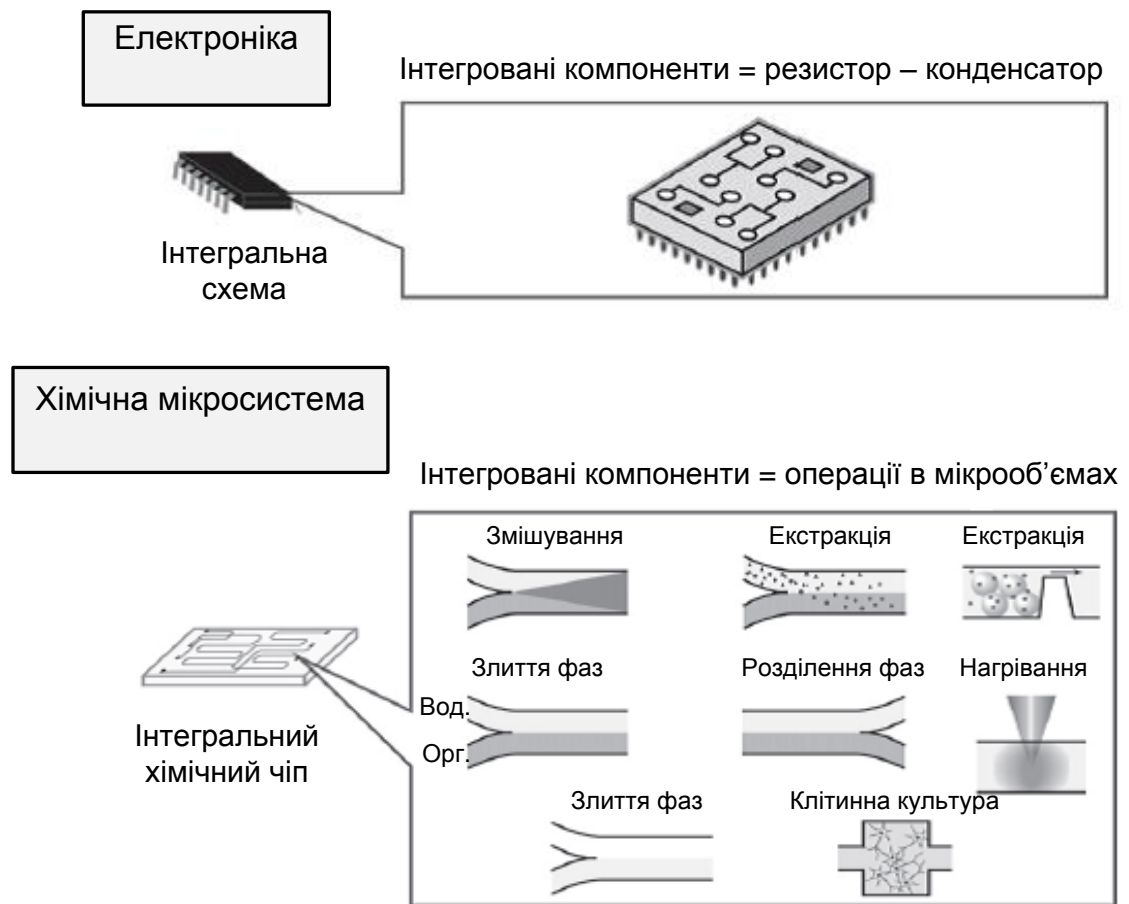 Електроніка
Інтегровані компоненти = резистор – конденсатор
Інтегральна
схема
Хімічна мікросистема
Інтегровані компоненти = операції в мікрооб’ємах
Змішування
Екстракція
Екстракція
Злиття фаз
Розділення фаз
Нагрівання
Вод.
Орг.
Інтегральний
хімічний чіп
Злиття фаз
Клітинна культура